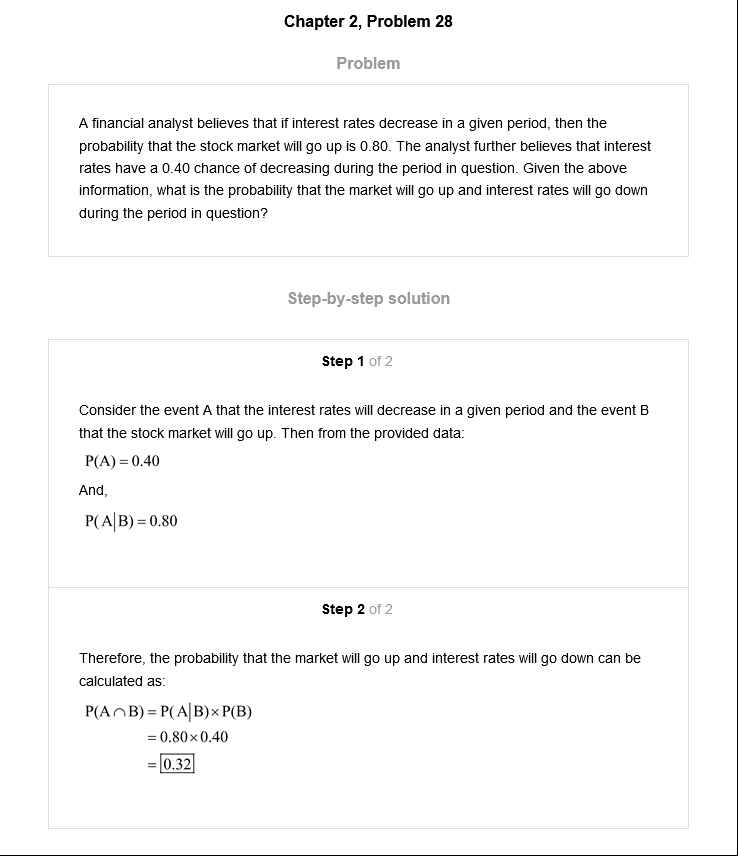 Chapter 2, Problem 28
Problem
A financial analyst believes that if interest rates decrease in a given period, then the
probability that the stock market will go up is 0.80. The analyst further believes that interest
rates have a 0.40 chance of decreasing during the period in question. Given the above
information, what is the probability that the market will go up and interest rates will go down
during the period in question?
Step-by-step solution
Step 1 of 2
Consider the event A that the interest rates will decrease in a given period and the event B
that the stock market will go up. Then from the provided data:
P(A) = 0.40
And,
P(A|B) = 0.80
Step 2 of 2
Therefore, the probability that the market will go up and interest rates will go down can be
calculated as:
P(A∩B) = P(A|B)×P(B)
= 0.80×0.40
= 0.32